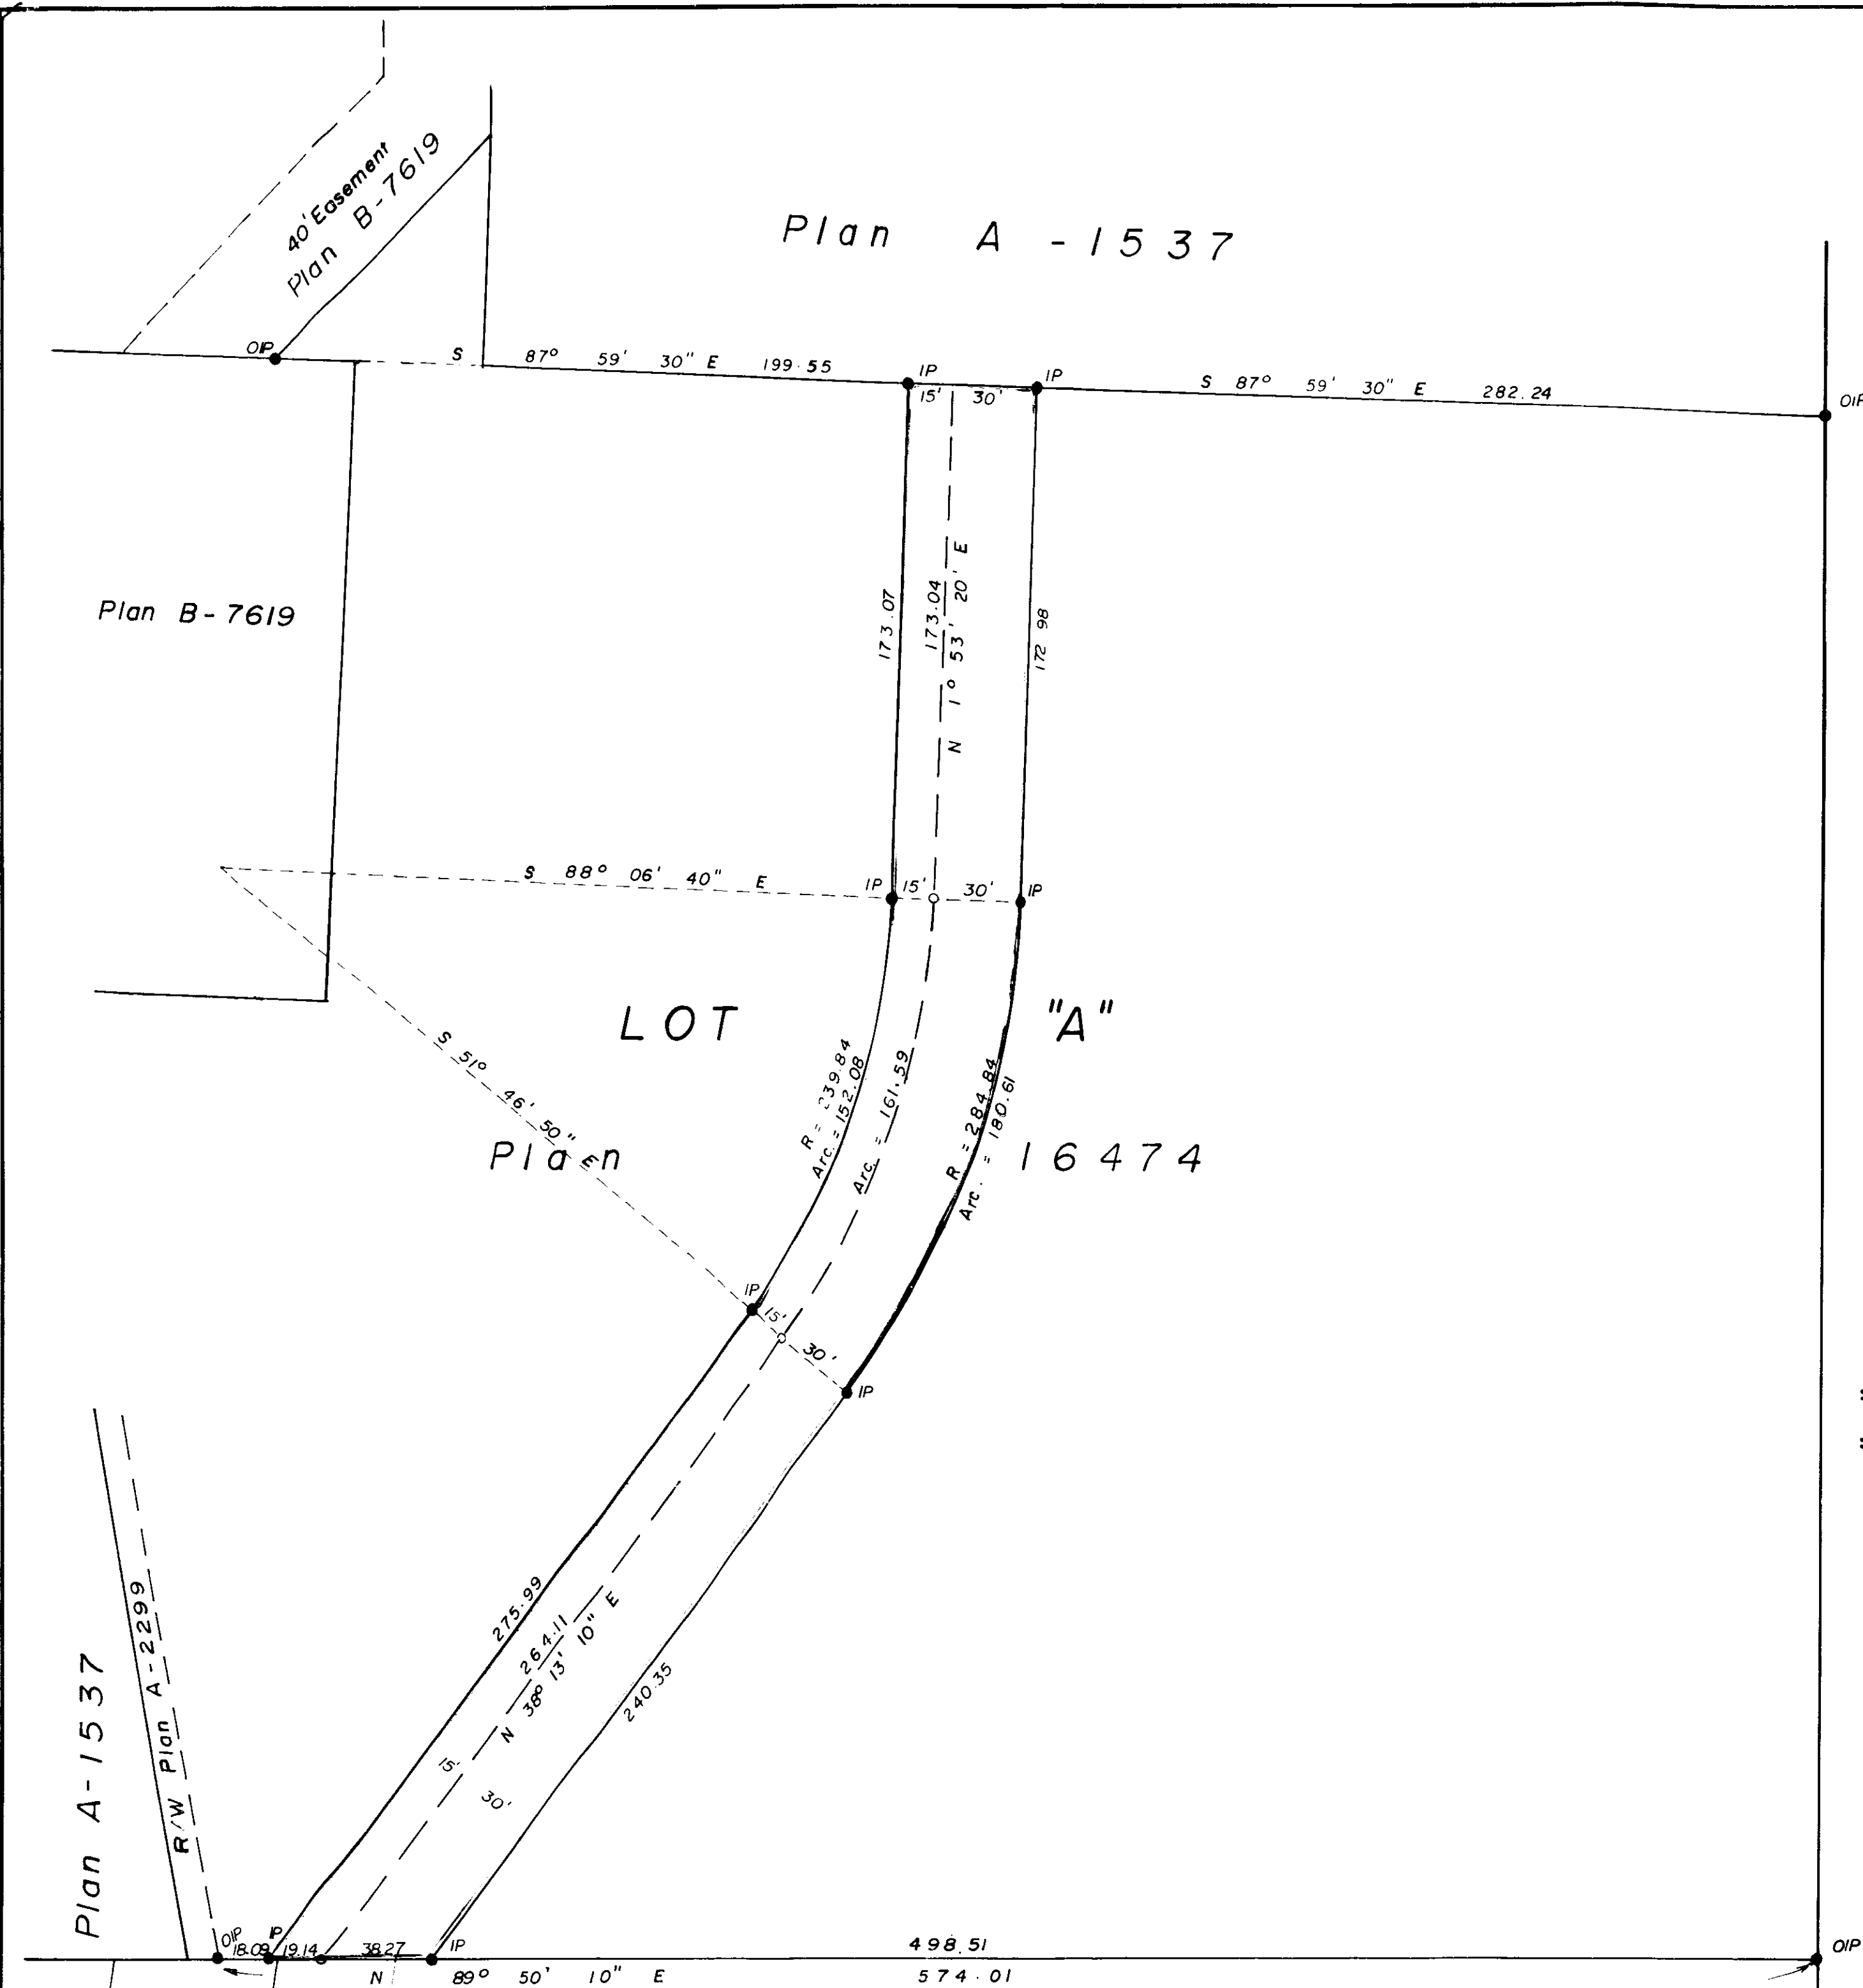 40' Easement
Plan B-7619
Plan A-1537
OIP
S 87° 59' 30" E 199.55
IP
IP
15' 30'
S 87° 59' 30" E 282.24
OIP
Plan B-7619
173.07
173.04
N 1° 53' 20' E
172 98
S 88° 06' 40" E
IP
15'
30'
IP
LOT "A"
S 51° 46' 50" E
R = 239.84
Arc. = 152.08
Arc. = 161.59
R = 284.84
Arc. = 180.61
Plan 16474
IP
15'
30'
IP
275.99
264.11
N 38° 13' 10" E
240.35
15'
30'
Plan A-1537
R/W Plan A-2299
OIP
IP
18.09
19.14
38.27
IP
498.51
OIP
N 89° 50' 10" E 574.01